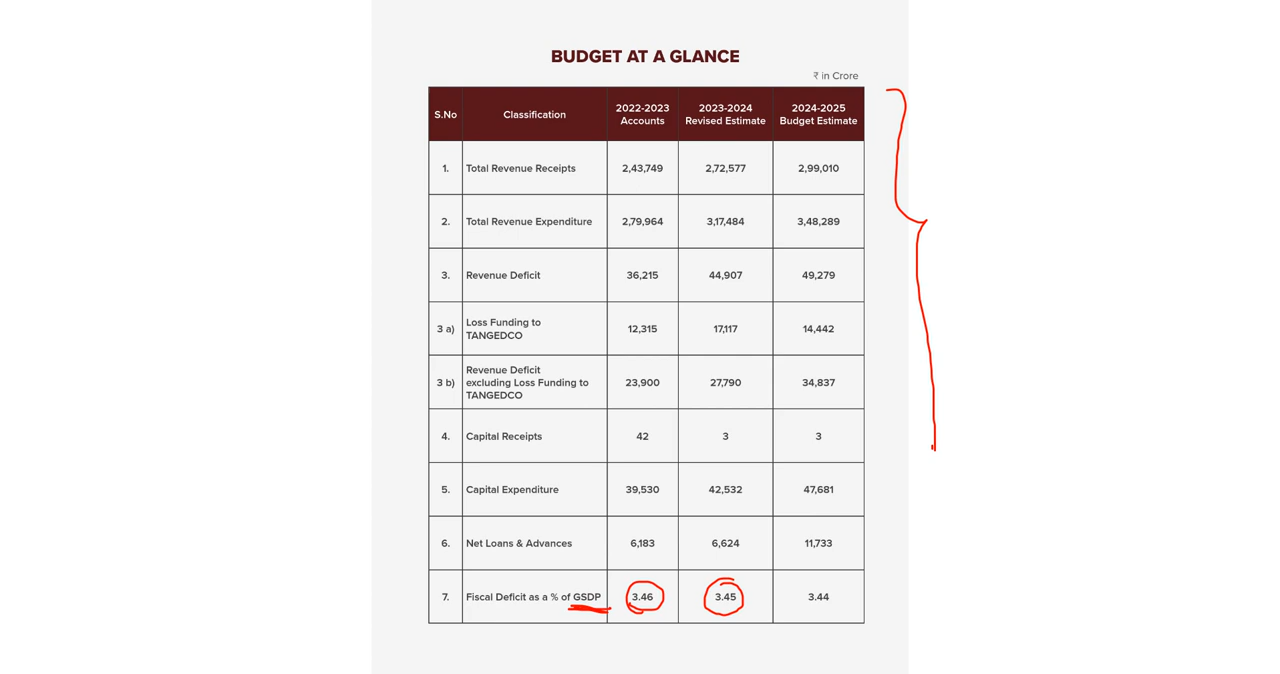 BUDGET AT A GLANCE
₹ in Crore
S.No Classification 2022-2023 Accounts 2023-2024 Revised Estimate 2024-2025 Budget Estimate
1. Total Revenue Receipts 2,43,749 2,72,577 2,99,010
2. Total Revenue Expenditure 2,79,964 3,17,484 3,48,289
3. Revenue Deficit 36,215 44,907 49,279
3 a) Loss Funding to TANGEDCO 12,315 17,117 14,442
3 b) Revenue Deficit excluding Loss Funding to TANGEDCO 23,900 27,790 34,837
4. Capital Receipts 42 3 3
5. Capital Expenditure 39,530 42,532 47,681
6. Net Loans & Advances 6,183 6,624 11,733
7. Fiscal Deficit as a % of GSDP 3.46 3.45 3.44